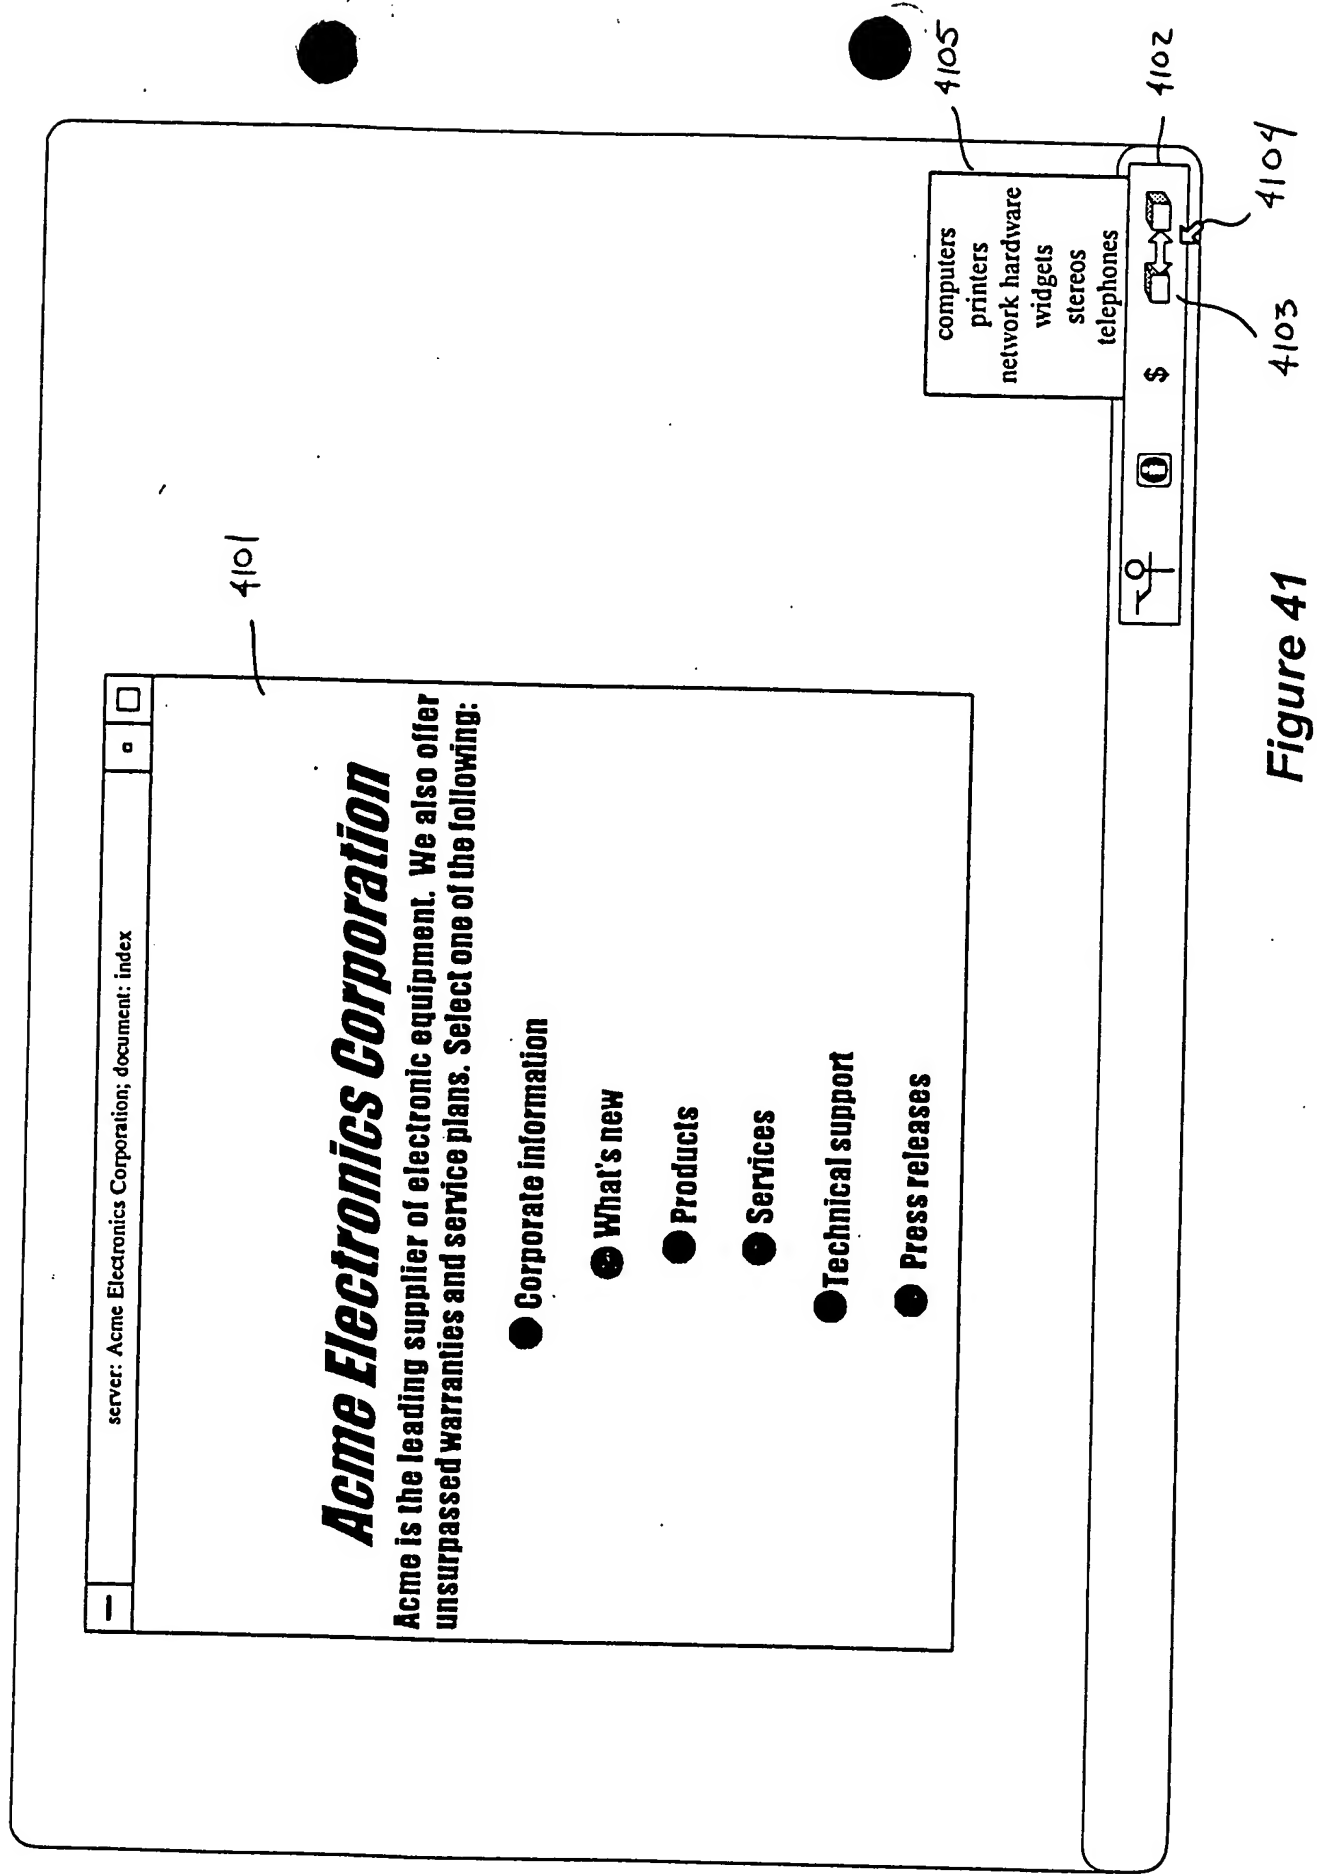 server: Acme Electronics Corporation; document: index
Acme Electronics Corporation
Acme is the leading supplier of electronic equipment. We also offer
unsurpassed warranties and service plans. Select one of the following:
Corporate information
What's new
Products
Services
Technical support
Press releases
4101
computers
printers
network hardware
widgets
stereos
telephones
4105
$
4102
4103
4104
Figure 41